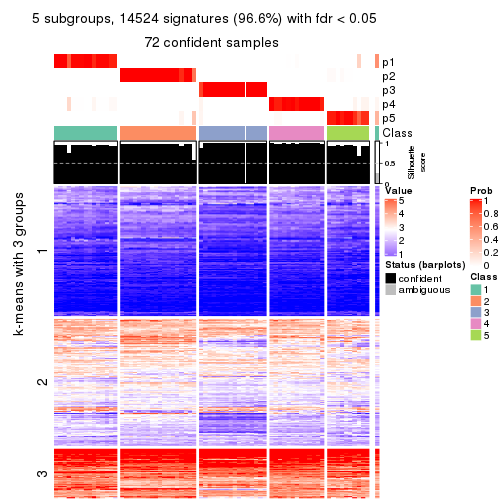 5 subgroups, 14524 signatures (96.6%) with fdr < 0.05
72 confident samples
p1
p2
p3
p4
p5
Class
1
0.5
0
Silhouette
score
k-means with 3 groups
1
2
3
Value
5
4
3
2
1
Status (barplots)
confident
ambiguous
Prob
1
0.8
0.6
0.4
0.2
0
Class
1
2
3
4
5